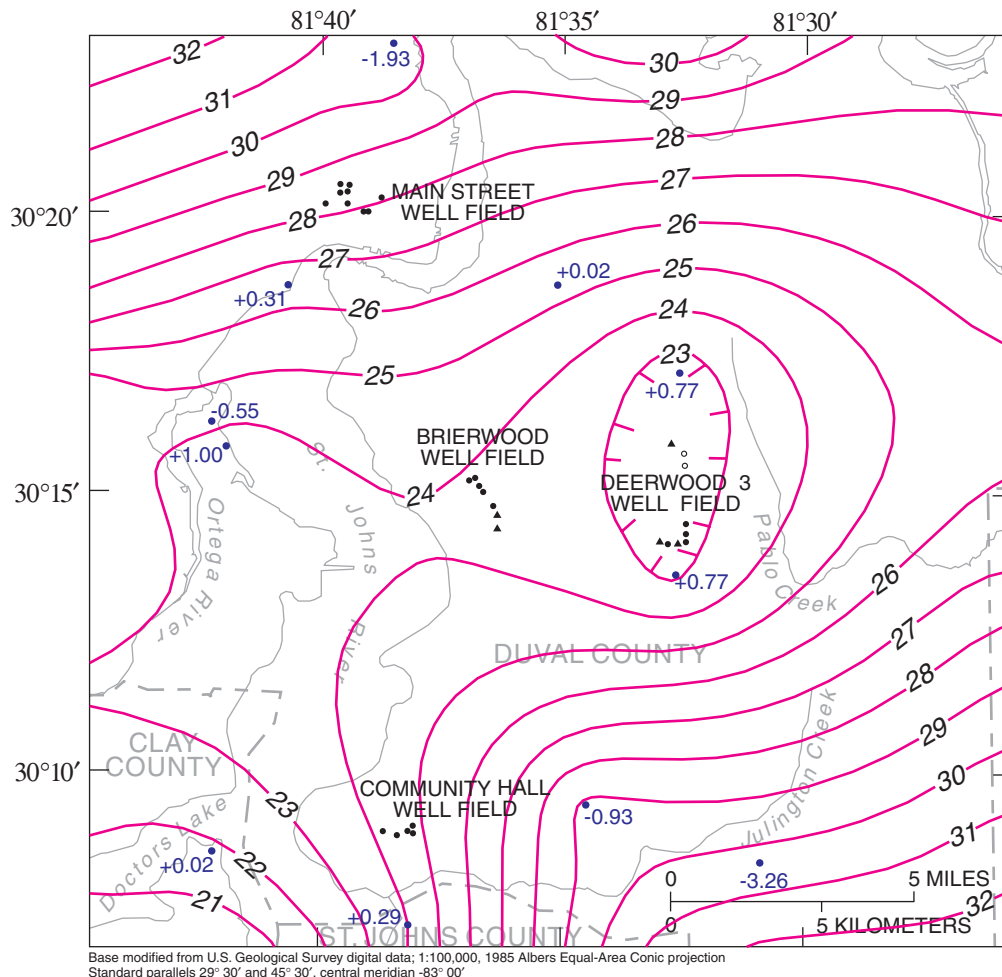 81°40′ 81°35′ 81°30′
32
-1.93
30
31
29
30
28
29
27
MAIN STREET
WELL FIELD
30°20′
28
26
27
+0.02
25
+0.31
26
24
25
23
+0.77
-0.55
+1.00
BRIERWOOD
WELL FIELD
St. Johns River
DEERWOOD 3
WELL FIELD
30°15′
24
Ortega River
Pablo Creek
+0.77
26
27
DUVAL COUNTY
28
29
CLAY
COUNTY
30°10′
30
COMMUNITY HALL
WELL FIELD
23
-0.93
Julington Creek
31
Doctors Lake
22
+0.02
-3.26
0 5 MILES
21
32
+0.29
0 5 KILOMETERS
ST. JOHNS COUNTY
Base modified from U.S. Geological Survey digital data; 1:100,000, 1985 Albers Equal-Area Conic projection
Standard parallels 29° 30′ and 45° 30′, central meridian -83° 00′